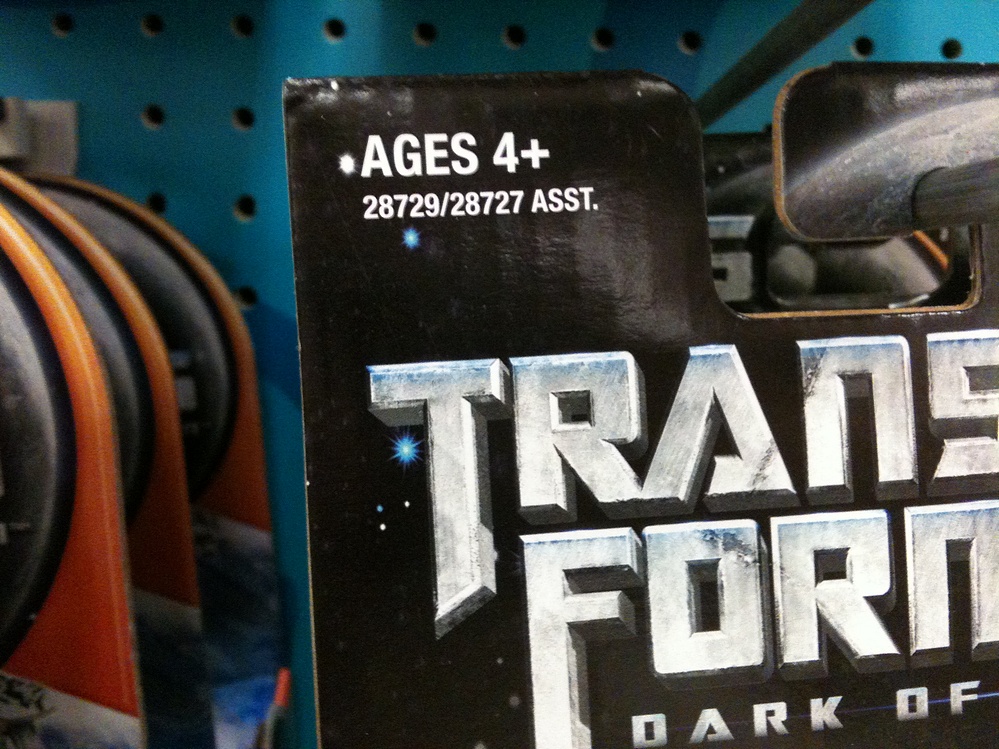 AGES 4+
28729/28727 ASST.
TRANS
FORM
DARK OF